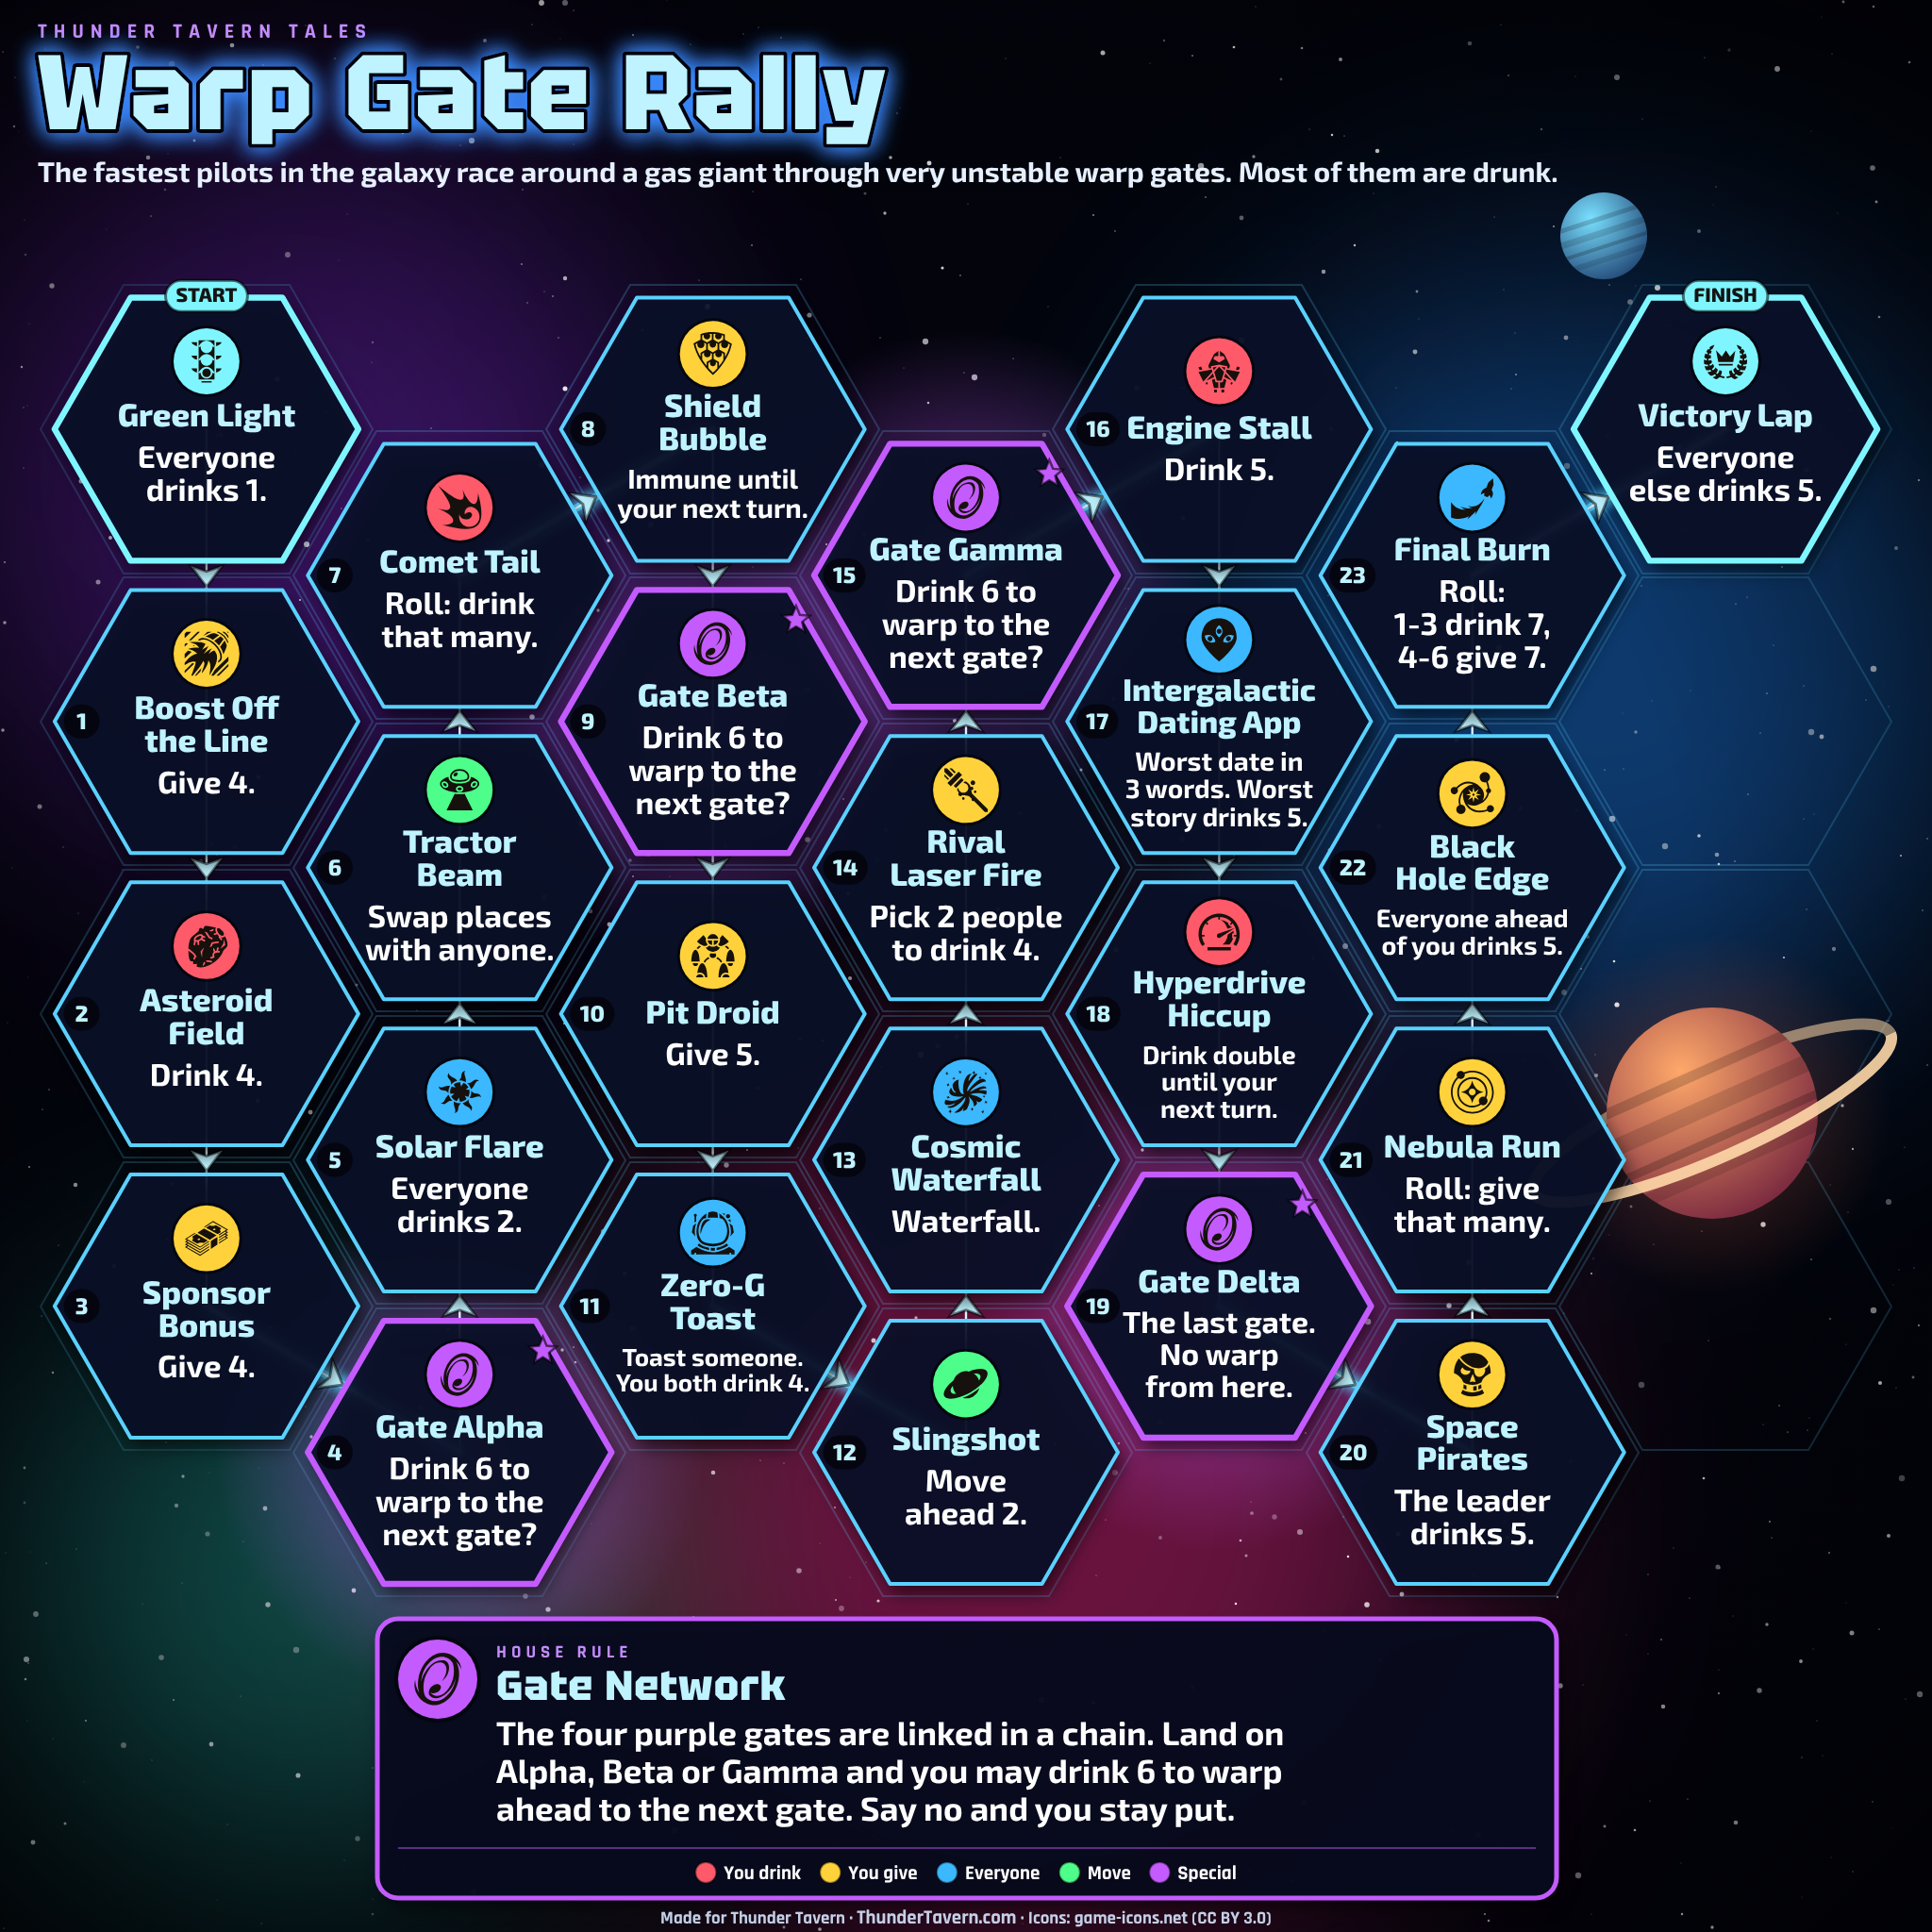 THUNDER TAVERN TALES
Warp Gate Rally
The fastest pilots in the galaxy race around a gas giant through very unstable warp gates. Most of them are drunk.
START
Green Light
Everyone
drinks 1.
1
Boost Off
the Line
Give 4.
2
Asteroid
Field
Drink 4.
3
Sponsor
Bonus
Give 4.
4
Gate Alpha
Drink 6 to
warp to the
next gate?
5
Solar Flare
Everyone
drinks 2.
6
Tractor
Beam
Swap places
with anyone.
7
Comet Tail
Roll: drink
that many.
8
Shield
Bubble
Immune until
your next turn.
9
Gate Beta
Drink 6 to
warp to the
next gate?
10
Pit Droid
Give 5.
11
Zero-G
Toast
Toast someone.
You both drink 4.
12
Slingshot
Move
ahead 2.
13
Cosmic
Waterfall
Waterfall.
14
Rival
Laser Fire
Pick 2 people
to drink 4.
15
Gate Gamma
Drink 6 to
warp to the
next gate?
16
Engine Stall
Drink 5.
17
Intergalactic
Dating App
Worst date in
3 words. Worst
story drinks 5.
18
Hyperdrive
Hiccup
Drink double
until your
next turn.
19
Gate Delta
The last gate.
No warp
from here.
20
Space
Pirates
The leader
drinks 5.
21
Nebula Run
Roll: give
that many.
22
Black
Hole Edge
Everyone ahead
of you drinks 5.
23
Final Burn
Roll:
1-3 drink 7,
4-6 give 7.
FINISH
Victory Lap
Everyone
else drinks 5.
HOUSE RULE
Gate Network
The four purple gates are linked in a chain. Land on
Alpha, Beta or Gamma and you may drink 6 to warp
ahead to the next gate. Say no and you stay put.
You drink You give Everyone Move Special
Made for Thunder Tavern · ThunderTavern.com · Icons: game-icons.net (CC BY 3.0)